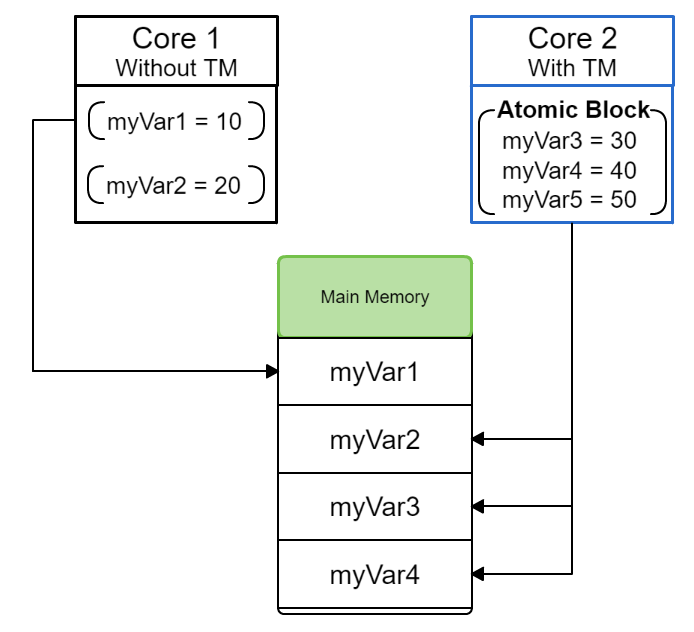 Core 1
Without TM
myVar1 = 10
myVar2 = 20
Core 2
With TM
Atomic Block
myVar3 = 30
myVar4 = 40
myVar5 = 50
Main Memory
myVar1
myVar2
myVar3
myVar4